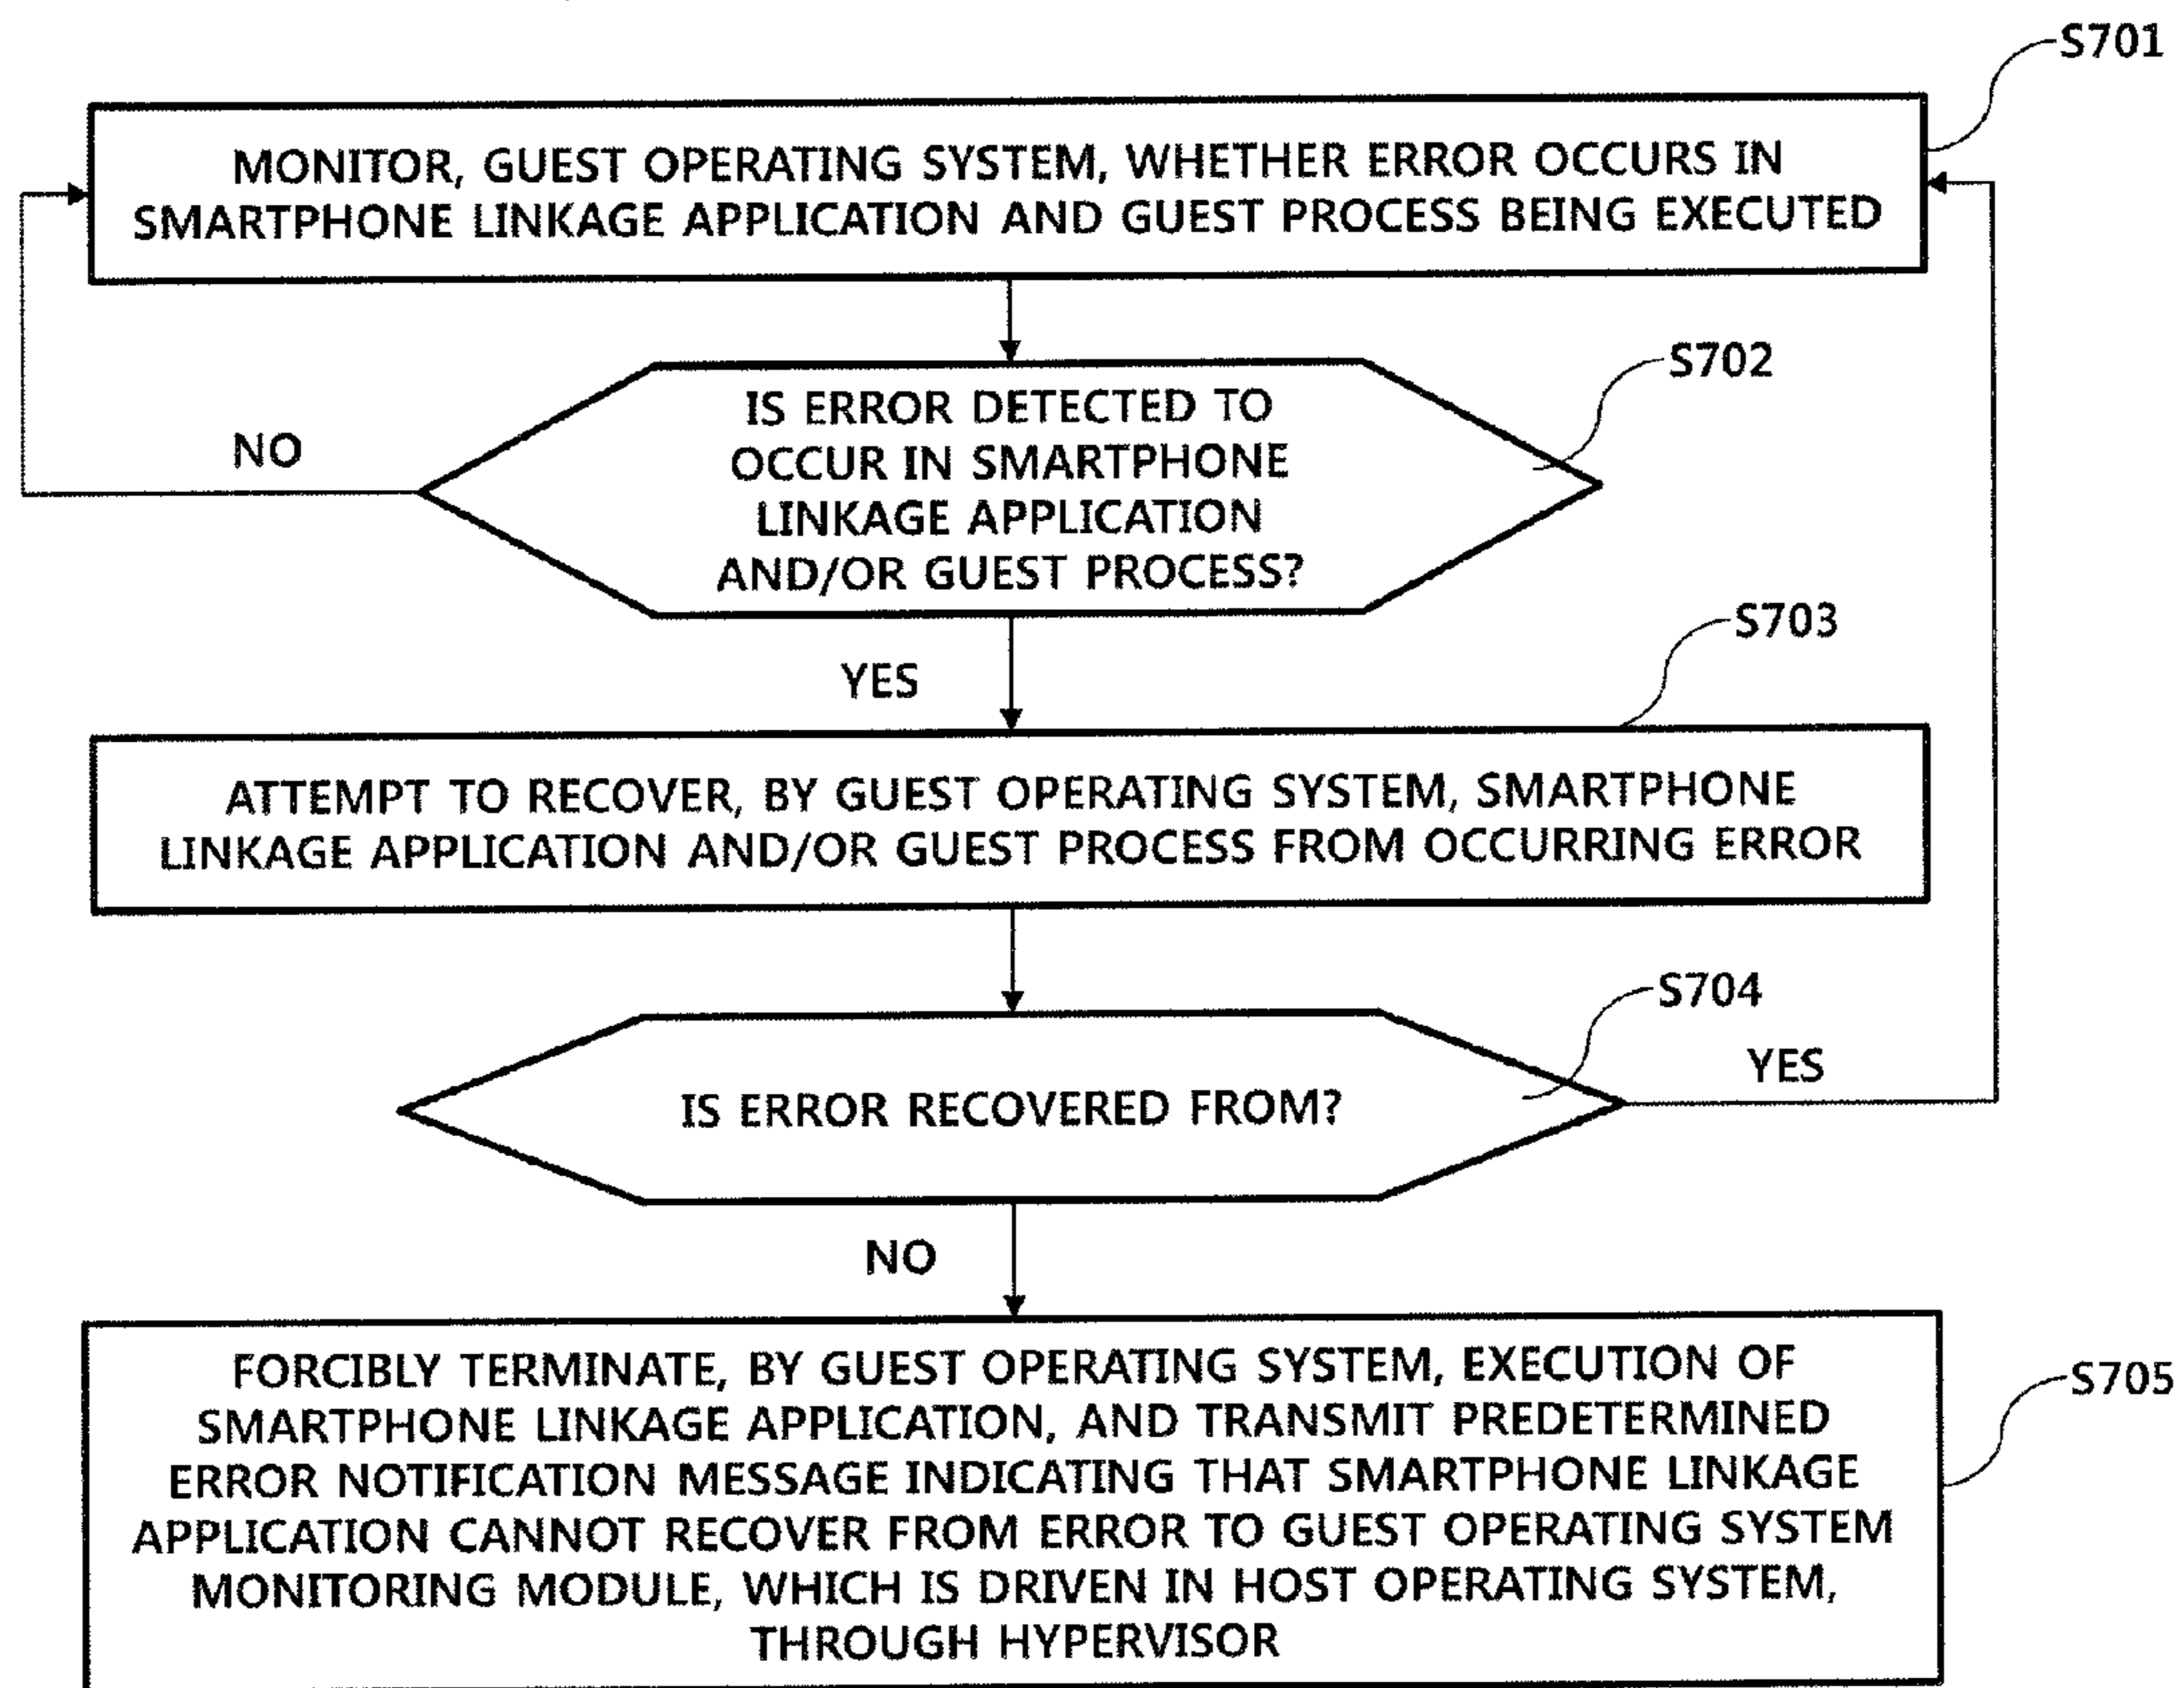 S701
MONITOR, GUEST OPERATING SYSTEM, WHETHER ERROR OCCURS IN
SMARTPHONE LINKAGE APPLICATION AND GUEST PROCESS BEING EXECUTED
S702
IS ERROR DETECTED TO
OCCUR IN SMARTPHONE
LINKAGE APPLICATION
AND/OR GUEST PROCESS?
NO
YES
S703
ATTEMPT TO RECOVER, BY GUEST OPERATING SYSTEM, SMARTPHONE
LINKAGE APPLICATION AND/OR GUEST PROCESS FROM OCCURRING ERROR
S704
IS ERROR RECOVERED FROM?
YES
NO
S705
FORCIBLY TERMINATE, BY GUEST OPERATING SYSTEM, EXECUTION OF
SMARTPHONE LINKAGE APPLICATION, AND TRANSMIT PREDETERMINED
ERROR NOTIFICATION MESSAGE INDICATING THAT SMARTPHONE LINKAGE
APPLICATION CANNOT RECOVER FROM ERROR TO GUEST OPERATING SYSTEM
MONITORING MODULE, WHICH IS DRIVEN IN HOST OPERATING SYSTEM,
THROUGH HYPERVISOR